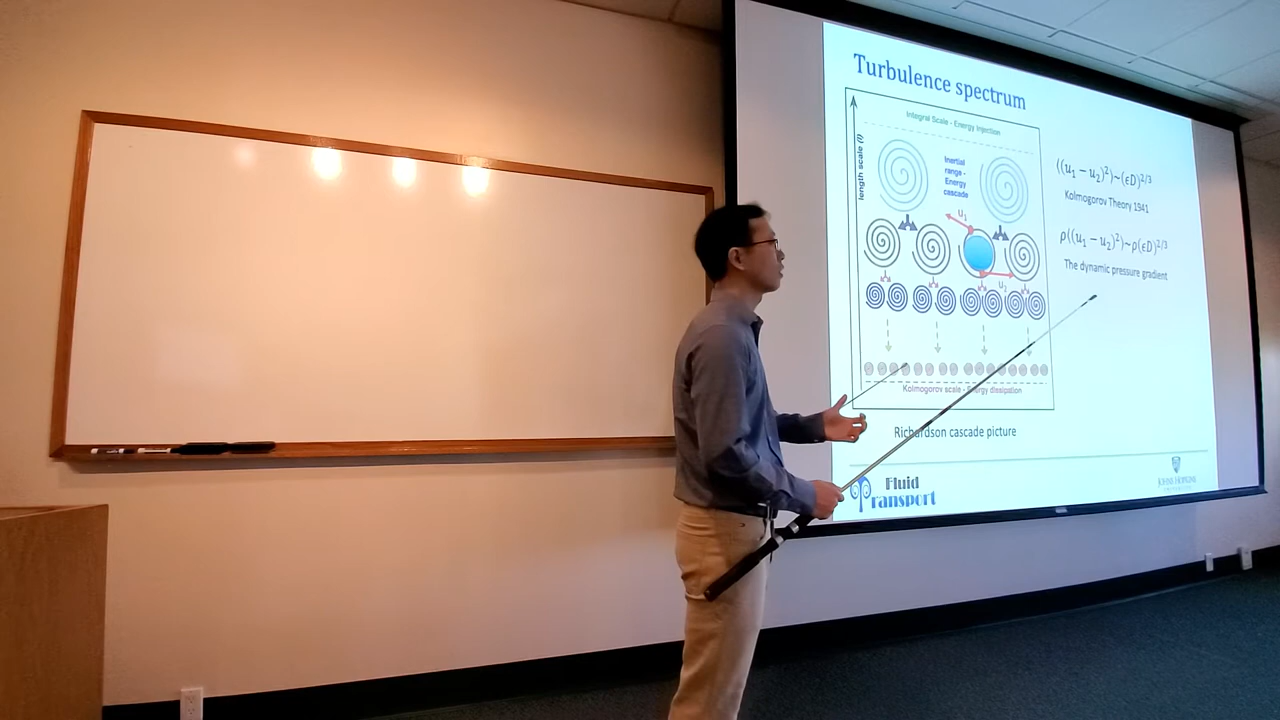 Turbulence spectrum
Integral Scale - Energy Injection
length scale (l)
Inertial
range -
Energy
cascade
u₁
u₂
Kolmogorov scale - Energy dissipation
Richardson cascade picture
⟨(u₁ − u₂)²⟩~(ϵD)^2/3
Kolmogorov Theory 1941
ρ⟨(u₁ − u₂)²⟩~ρ(ϵD)^2/3
The dynamic pressure gradient
Fluid
Transport
JOHNS HOPKINS